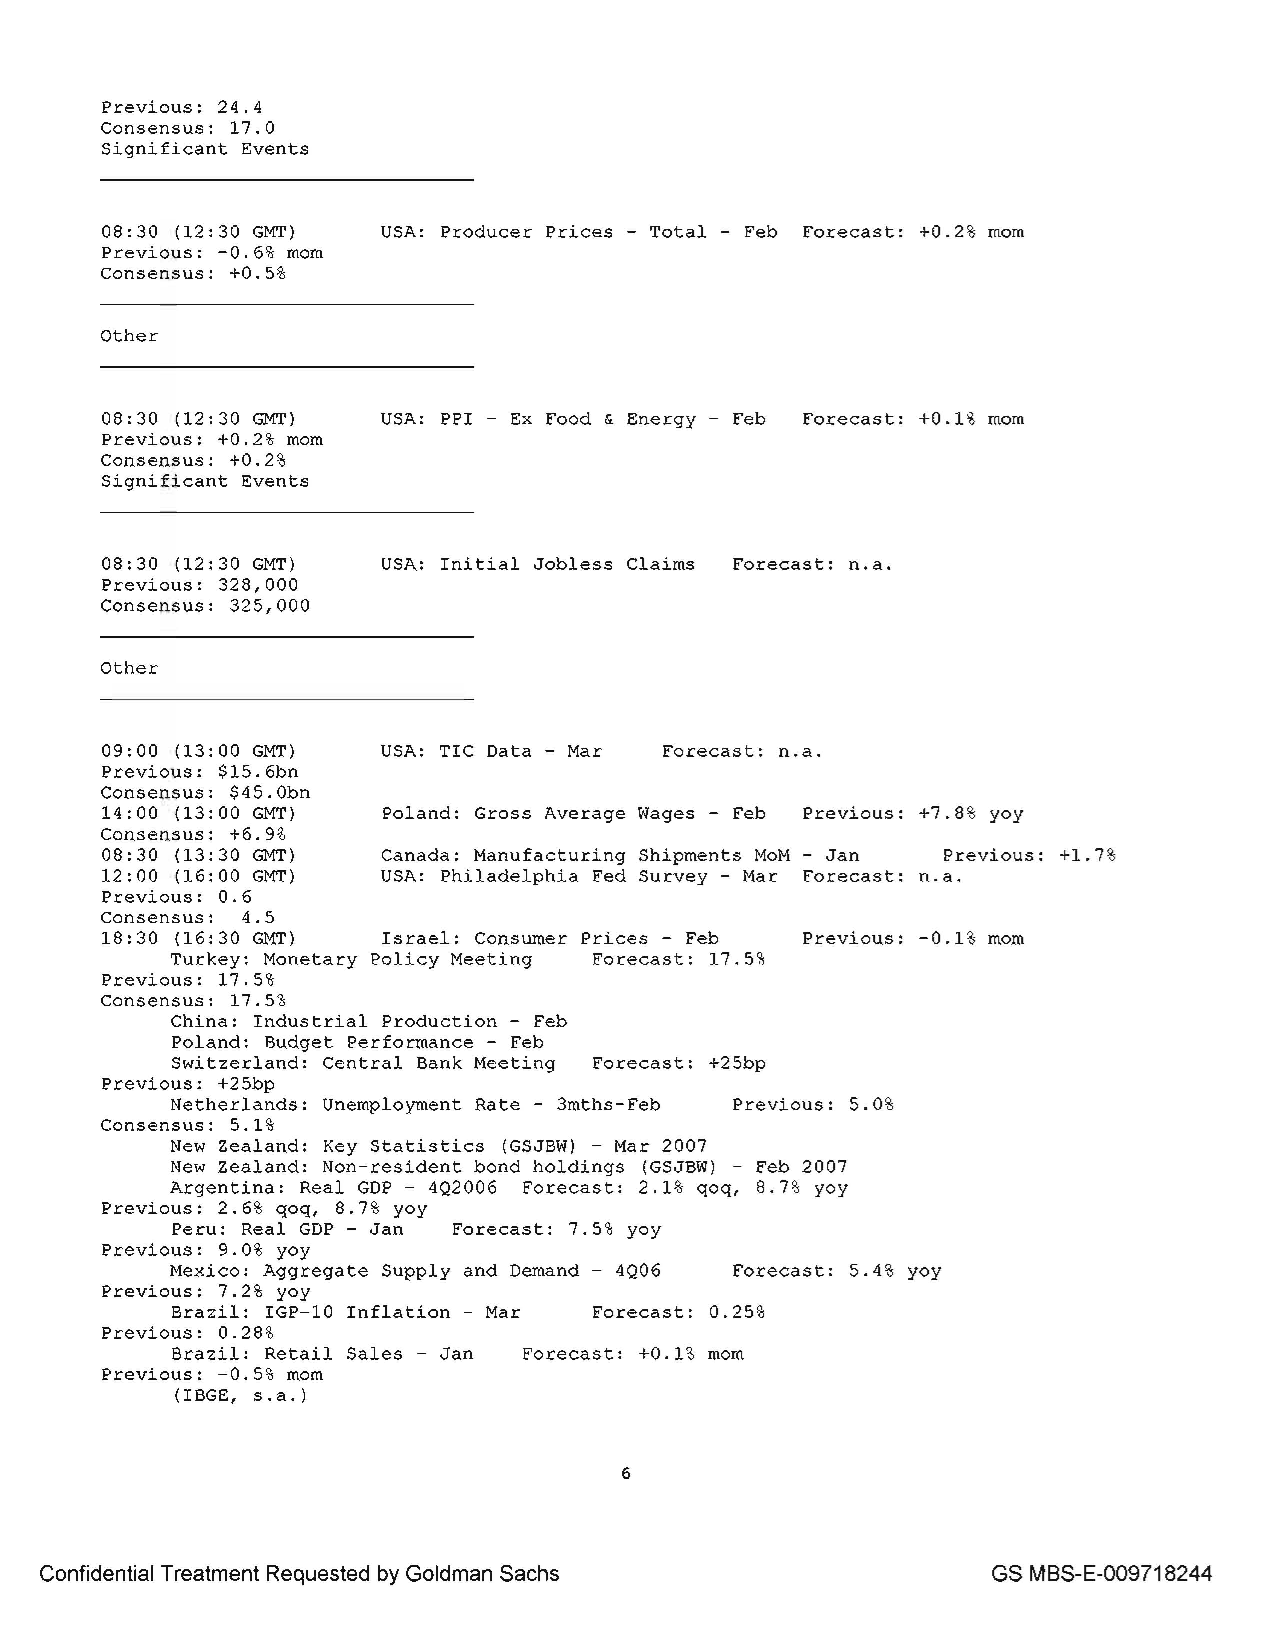 Previous: 24.4
Consensus: 17.0
Significant Events
08:30 (12:30 GMT) USA: Producer Prices - Total - Feb Forecast: +0.2% mom
Previous: -0.6% mom
Consensus: +0.5%
Other
08:30 (12:30 GMT) USA: PPI - Ex Food & Energy - Feb Forecast: +0.1% mom
Previous: +0.2% mom
Consensus: +0.2%
Significant Events
08:30 (12:30 GMT) USA: Initial Jobless Claims Forecast: n.a.
Previous: 328,000
Consensus: 325,000
Other
09:00 (13:00 GMT) USA: TIC Data - Mar Forecast: n.a.
Previous: $15.6bn
Consensus: $45.0bn
14:00 (13:00 GMT) Poland: Gross Average Wages - Feb Previous: +7.8% yoy
Consensus: +6.9%
08:30 (13:30 GMT) Canada: Manufacturing Shipments MoM - Jan Previous: +1.7%
12:00 (16:00 GMT) USA: Philadelphia Fed Survey - Mar Forecast: n.a.
Previous: 0.6
Consensus: 4.5
18:30 (16:30 GMT) Israel: Consumer Prices - Feb Previous: -0.1% mom
Turkey: Monetary Policy Meeting Forecast: 17.5%
Previous: 17.5%
Consensus: 17.5%
China: Industrial Production - Feb
Poland: Budget Performance - Feb
Switzerland: Central Bank Meeting Forecast: +25bp
Previous: +25bp
Netherlands: Unemployment Rate - 3mths-Feb Previous: 5.0%
Consensus: 5.1%
New Zealand: Key Statistics (GSJBW) - Mar 2007
New Zealand: Non-resident bond holdings (GSJBW) - Feb 2007
Argentina: Real GDP - 4Q2006 Forecast: 2.1% qoq, 8.7% yoy
Previous: 2.6% qoq, 8.7% yoy
Peru: Real GDP - Jan Forecast: 7.5% yoy
Previous: 9.0% yoy
Mexico: Aggregate Supply and Demand - 4Q06 Forecast: 5.4% yoy
Previous: 7.2% yoy
Brazil: IGP-10 Inflation - Mar Forecast: 0.25%
Previous: 0.28%
Brazil: Retail Sales - Jan Forecast: +0.1% mom
Previous: -0.5% mom
(IBGE, s.a.)
6
Confidential Treatment Requested by Goldman Sachs GS MBS-E-009718244